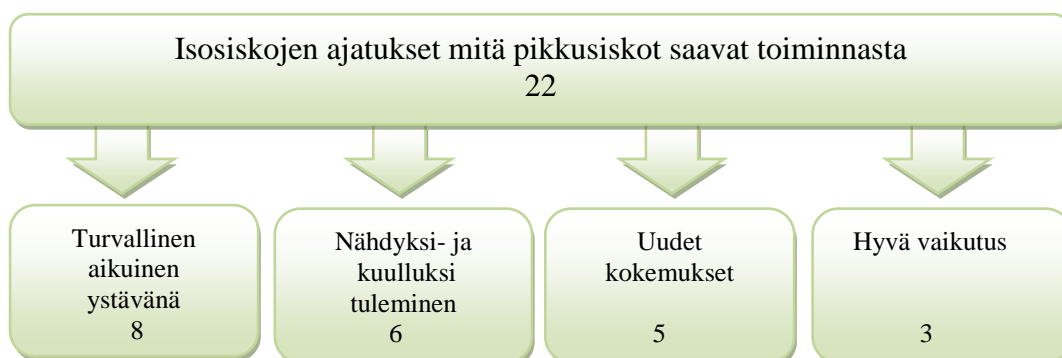 Isosiskojen ajatukset mitä pikkusiskot saavat toiminnasta
22
Turvallinen
aikuinen
ystävänä
8
Nähdyksi- ja
kuulluksi
tuleminen
6
Uudet
kokemukset
5
Hyvä vaikutus
3